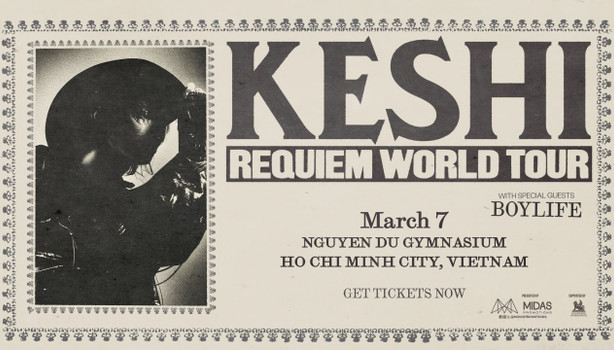 KESHI
REQUIEM WORLD TOUR
WITH SPECIAL GUESTS
BOYLIFE
March 7
NGUYEN DU GYMNASIUM
HO CHI MINH CITY, VIETNAM
GET TICKETS NOW
MIDAS
PROMOTIONS